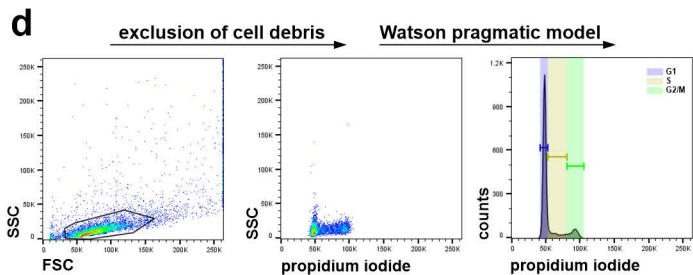 d
exclusion of cell debris
Watson pragmatic model
250K
200K
150K
100K
50K
0
0 50K 100K 150K 200K 250K
SSC
FSC
250K
200K
150K
100K
50K
0
0 50K 100K 150K 200K 250K
SSC
propidium iodide
1.2K
900
600
300
0
0 50K 100K 150K 200K 250K
counts
propidium iodide
G1
S
G2/M